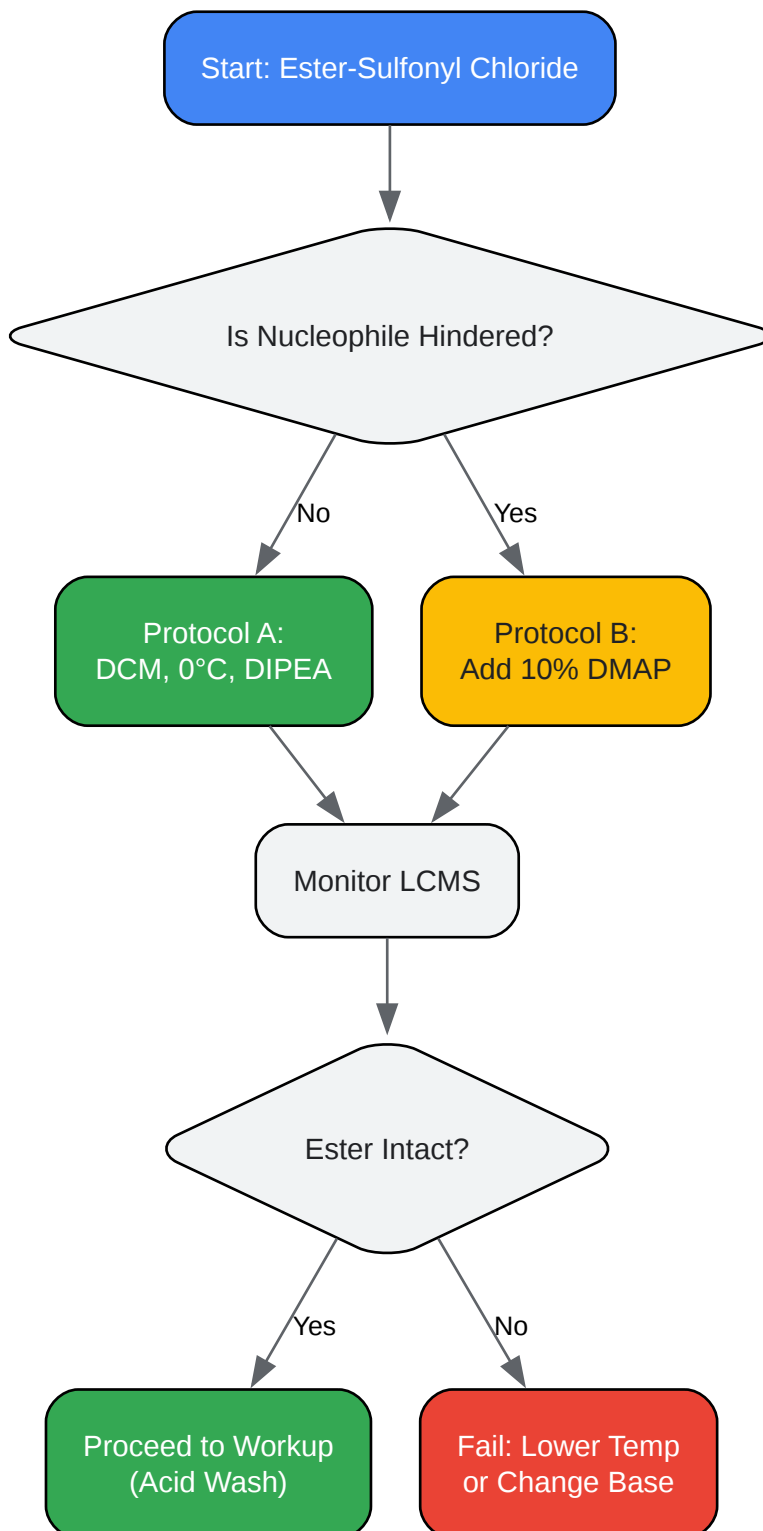 Start: Ester-Sulfonyl Chloride
Is Nucleophile Hindered?
No
Yes
Protocol A:
DCM, 0°C, DIPEA
Protocol B:
Add 10% DMAP
Monitor LCMS
Ester Intact?
Yes
No
Proceed to Workup
(Acid Wash)
Fail: Lower Temp
or Change Base